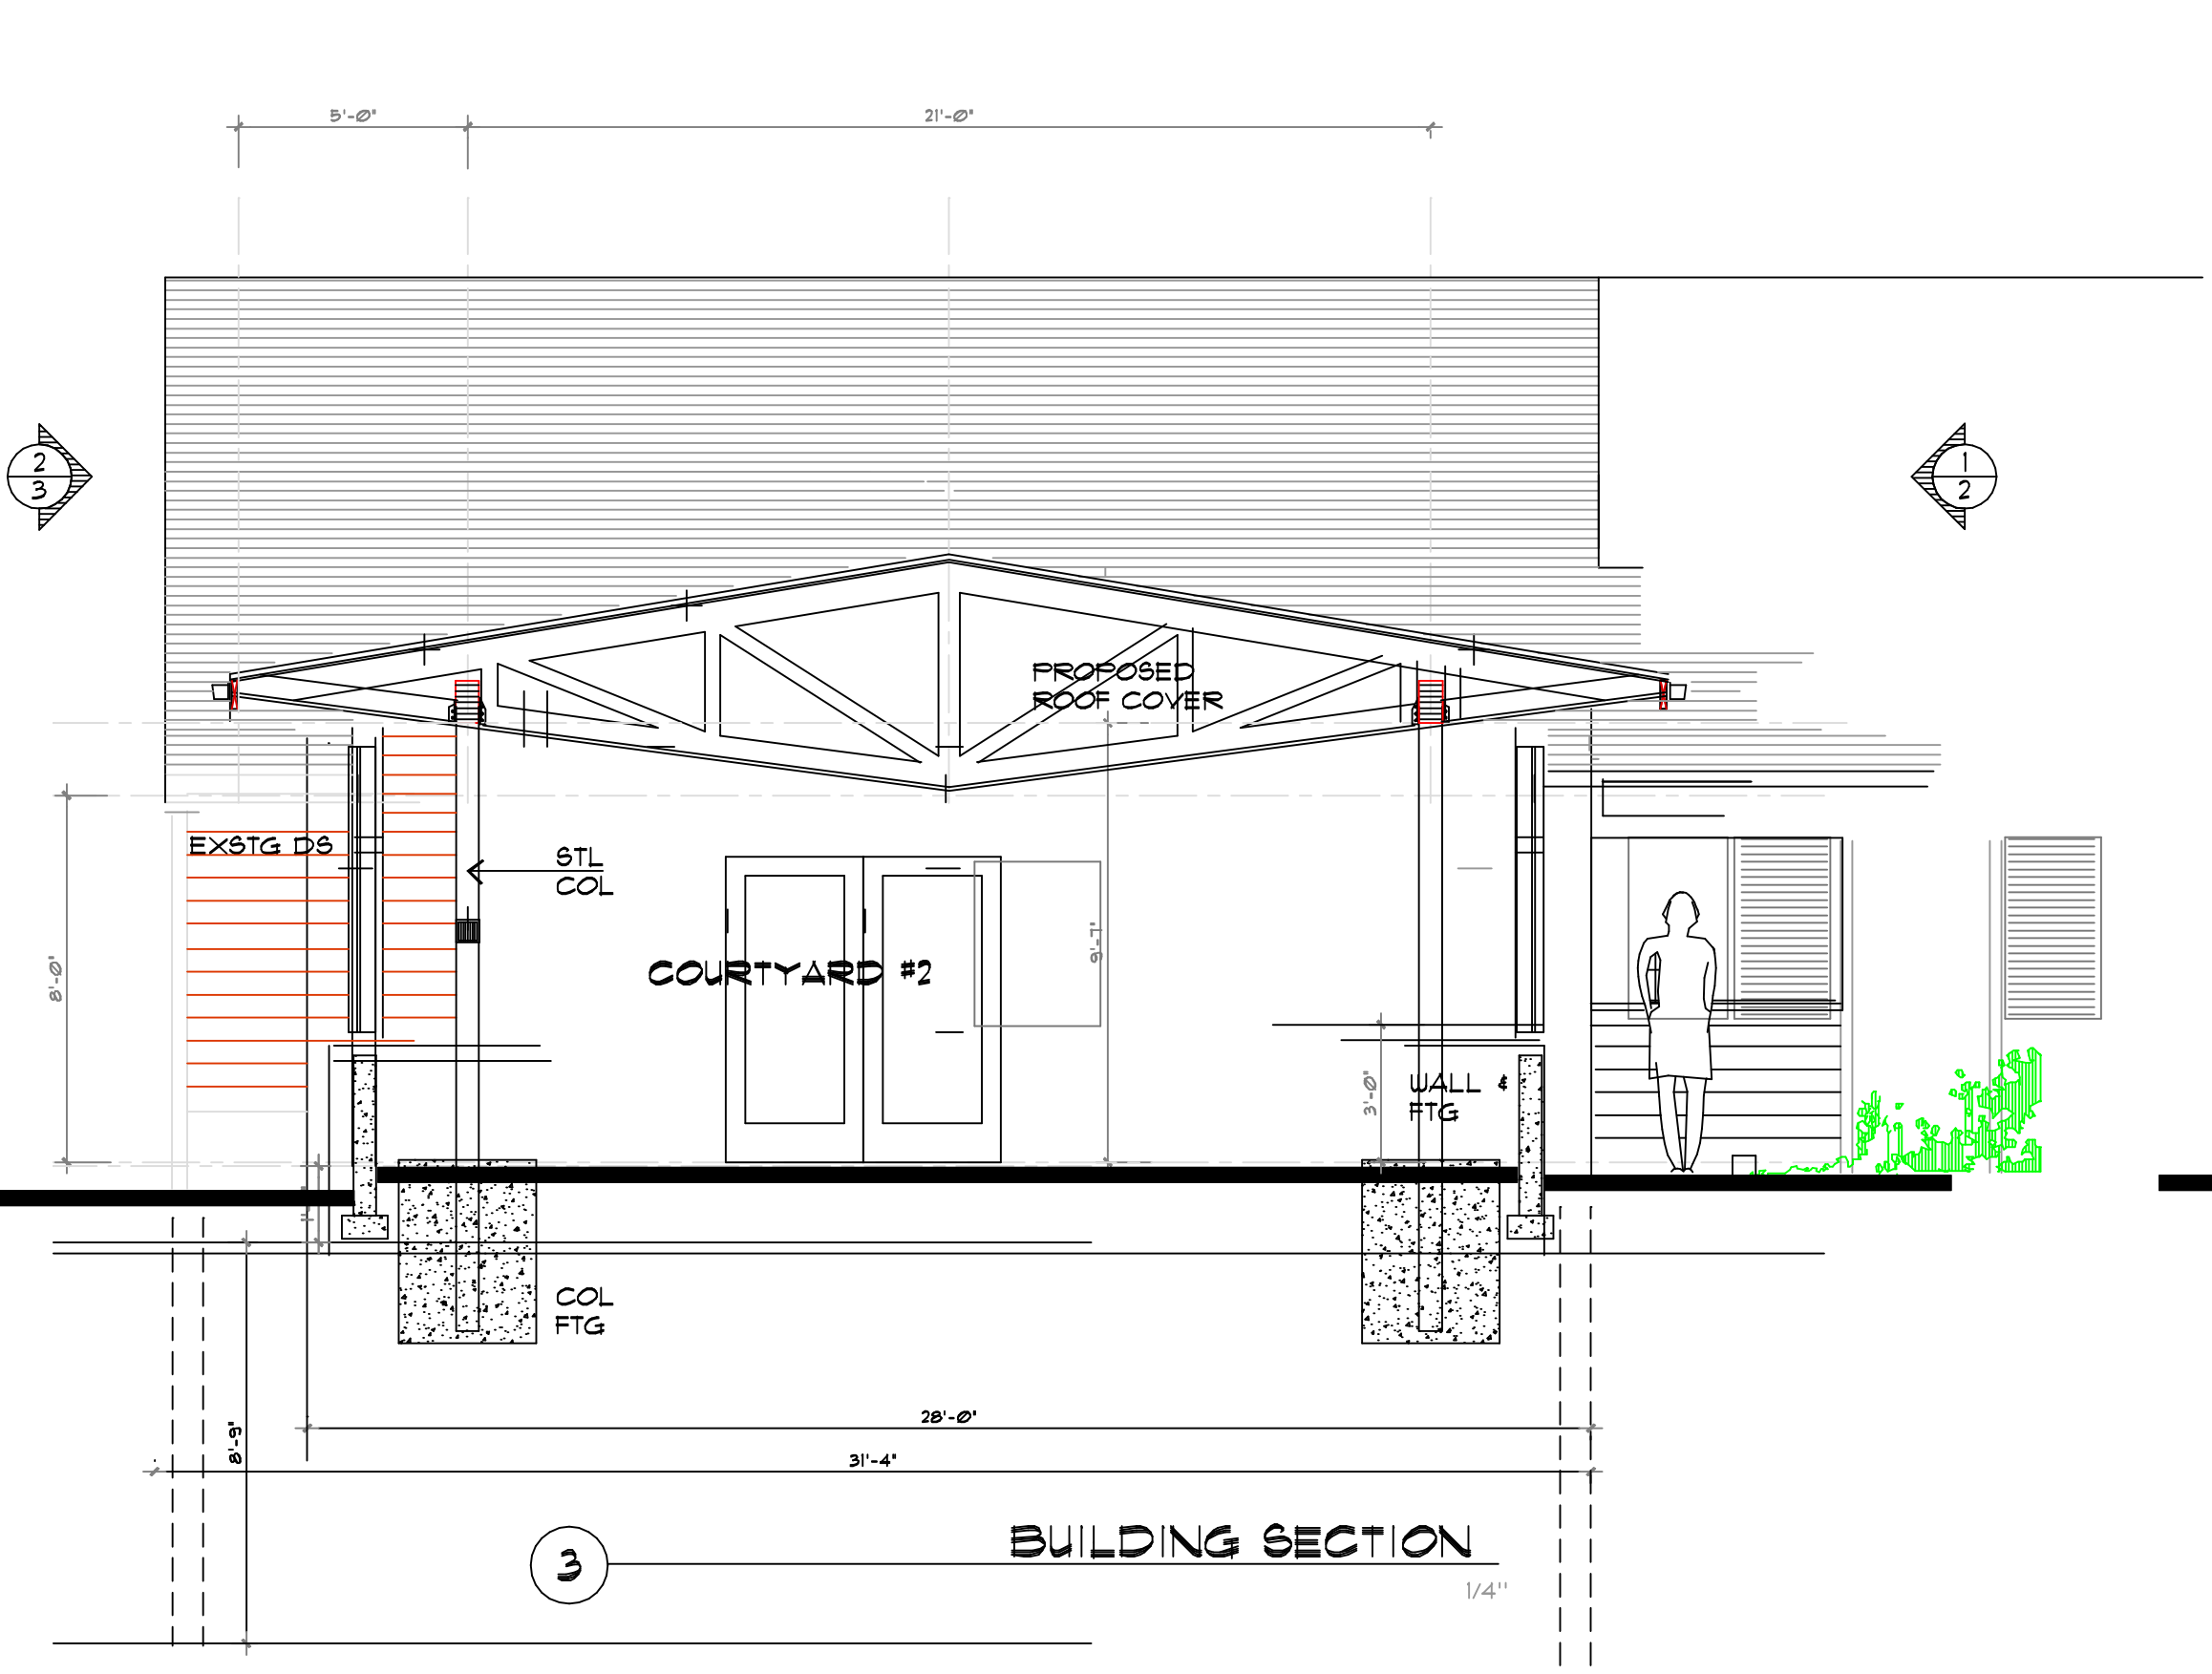 5'-0"
21'-0"
2
3
1
2
PROPOSED
ROOF COVER
EXSTG DS
STL
COL
8'-0"
COURTYARD #2
9'-7"
3'-0"
WALL &
FTG
COL
FTG
28'-0"
8'-9"
31'-4"
3
BUILDING SECTION
1/4"